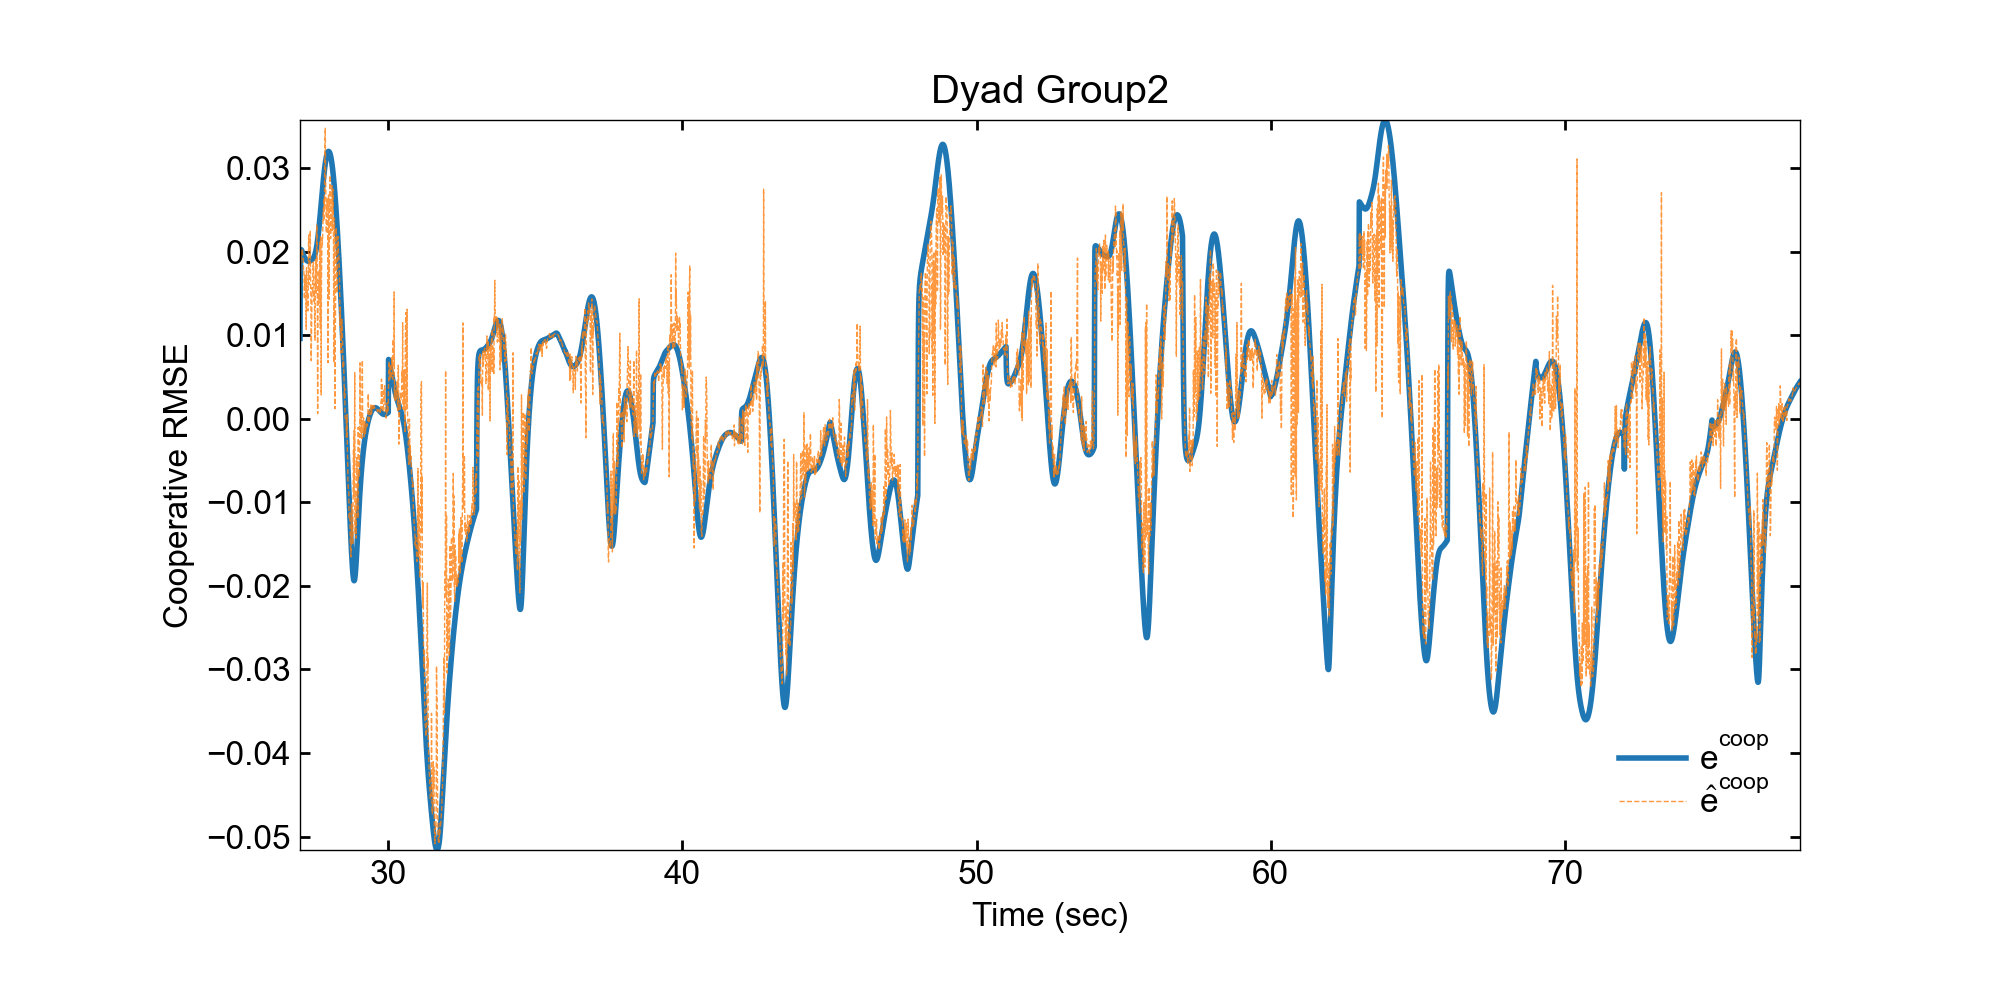 Dyad Group2
Cooperative RMSE
0.03
0.02
0.01
0.00
−0.01
−0.02
−0.03
−0.04
−0.05
30 40 50 60 70
Time (sec)
e^coop
ê^coop